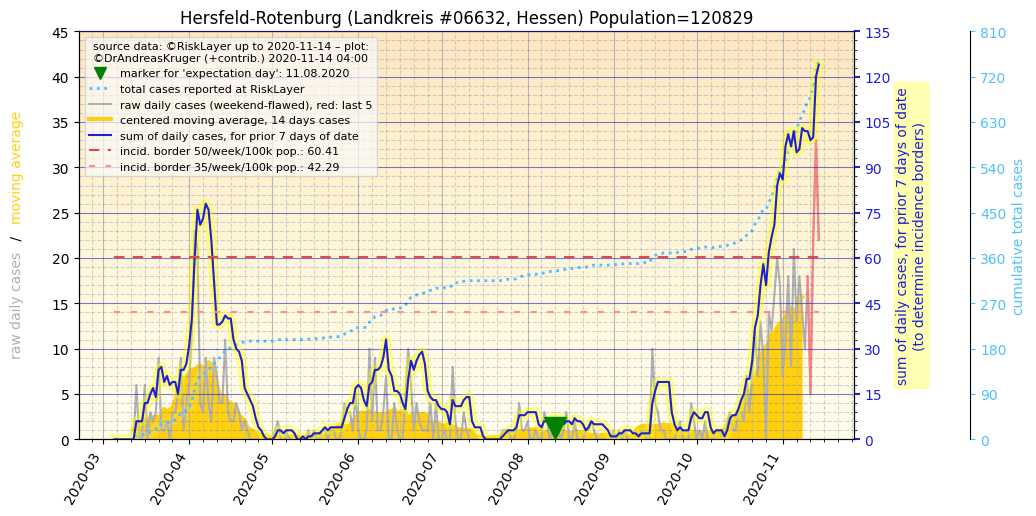 Hersfeld-Rotenburg (Landkreis #06632, Hessen) Population=120829
source data: ©RiskLayer up to 2020-11-14 – plot:
©DrAndreasKruger (+contrib.) 2020-11-14 04:00
marker for 'expectation day': 11.08.2020
total cases reported at RiskLayer
raw daily cases (weekend-flawed), red: last 5
centered moving average, 14 days cases
sum of daily cases, for prior 7 days of date
incid. border 50/week/100k pop.: 60.41
incid. border 35/week/100k pop.: 42.29
raw daily cases / moving average
45
40
35
30
25
20
15
10
5
0
2020-03
2020-04
2020-05
2020-06
2020-07
2020-08
2020-09
2020-10
2020-11
135
120
105
90
75
60
45
30
15
0
sum of daily cases, for prior 7 days of date
(to determine incidence borders)
810
720
630
540
450
360
270
180
90
0
cumulative total cases